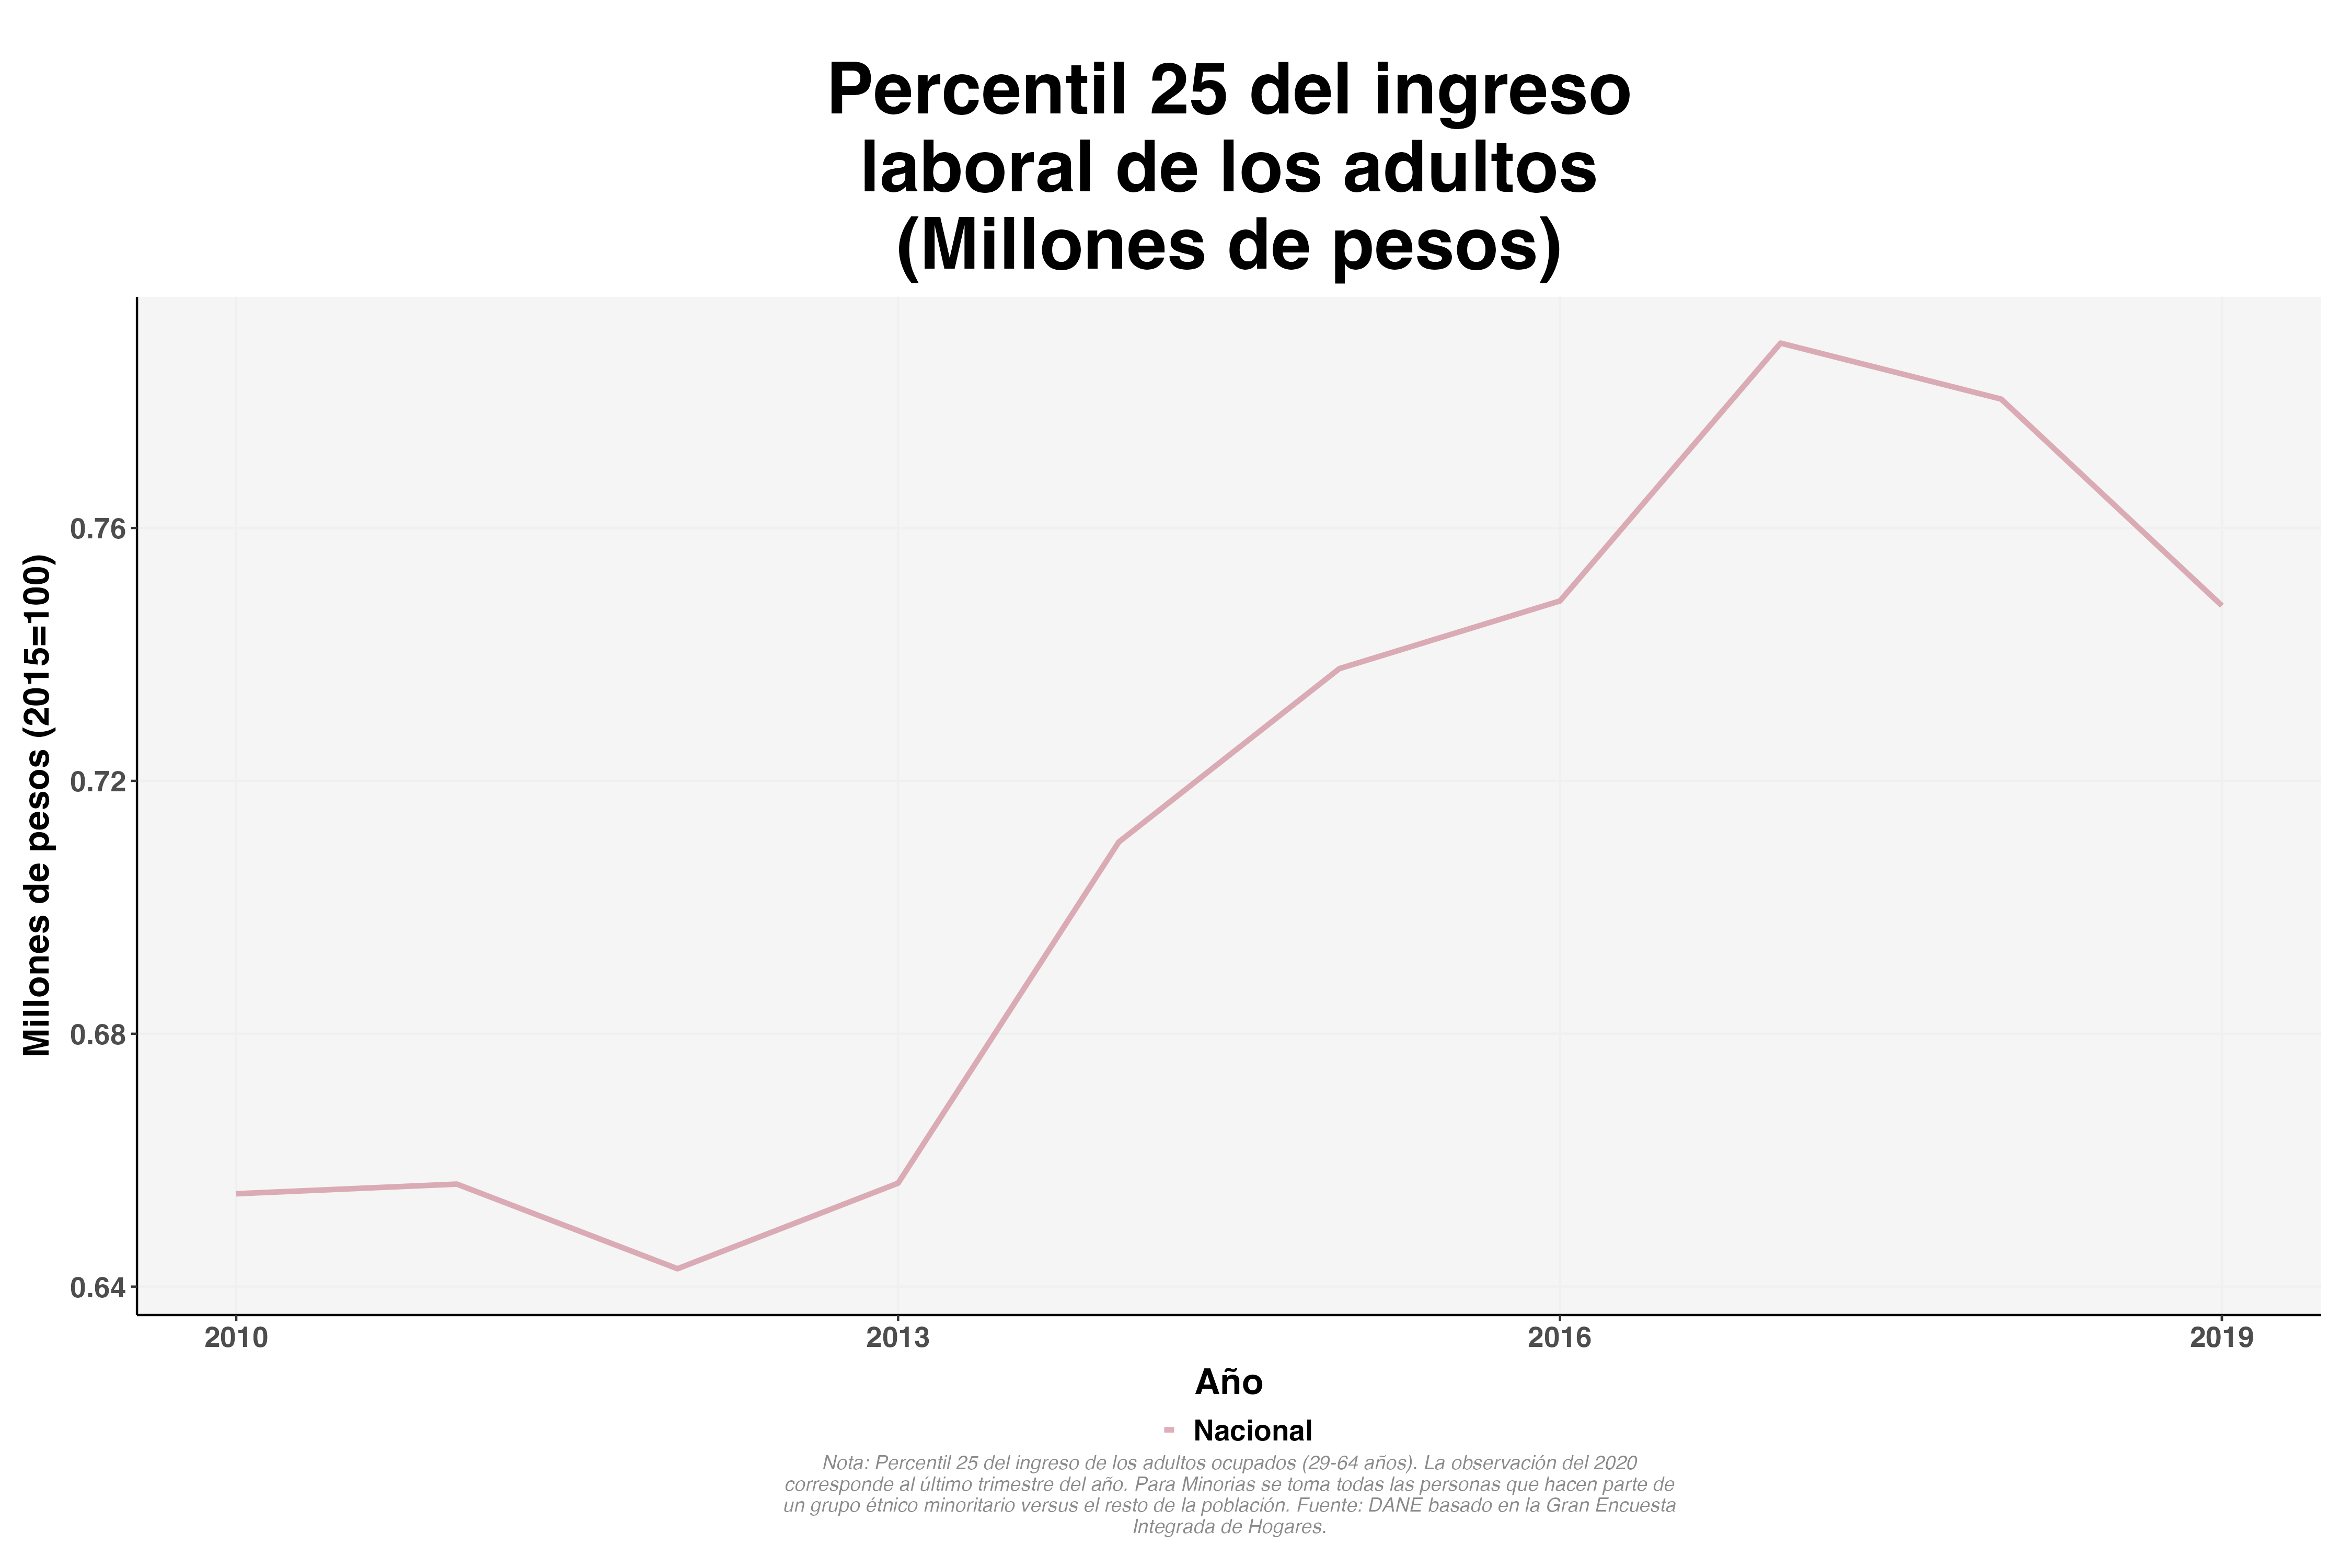 Percentil 25 del ingreso
laboral de los adultos
(Millones de pesos)
Millones de pesos (2015=100)
0.76
0.72
0.68
0.64
2010
2013
2016
2019
Año
Nacional
Nota: Percentil 25 del ingreso de los adultos ocupados (29-64 años). La observación del 2020
corresponde al último trimestre del año. Para Minorias se toma todas las personas que hacen parte de
un grupo étnico minoritario versus el resto de la población. Fuente: DANE basado en la Gran Encuesta
Integrada de Hogares.